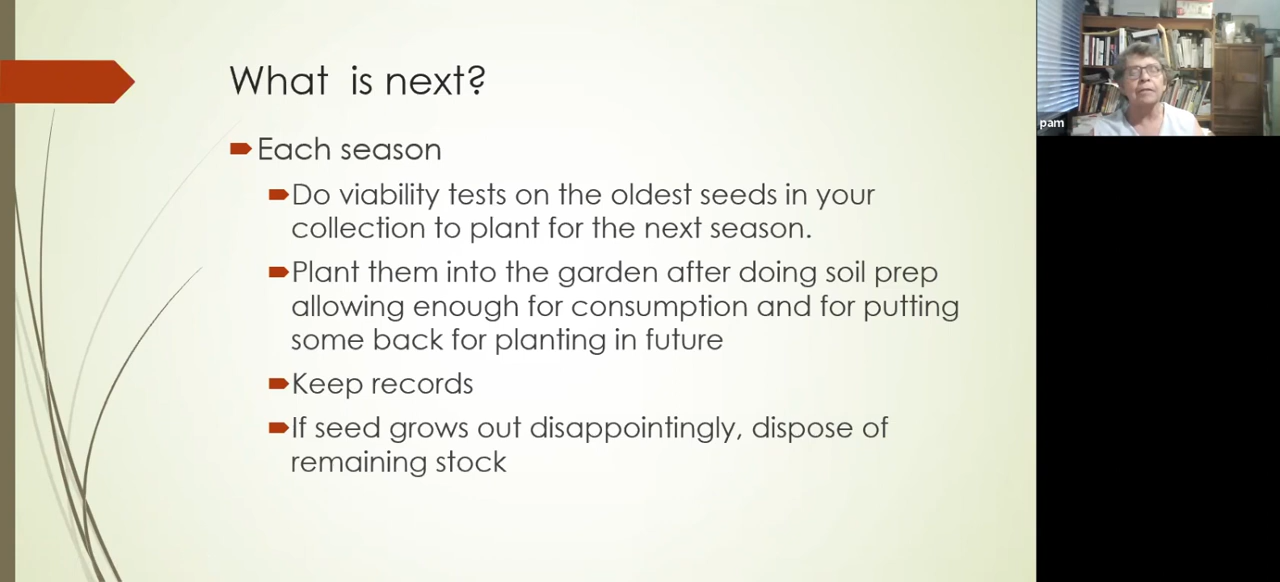 What is next?
Each season
Do viability tests on the oldest seeds in your
collection to plant for the next season.
Plant them into the garden after doing soil prep
allowing enough for consumption and for putting
some back for planting in future
Keep records
If seed grows out disappointingly, dispose of
remaining stock
pam